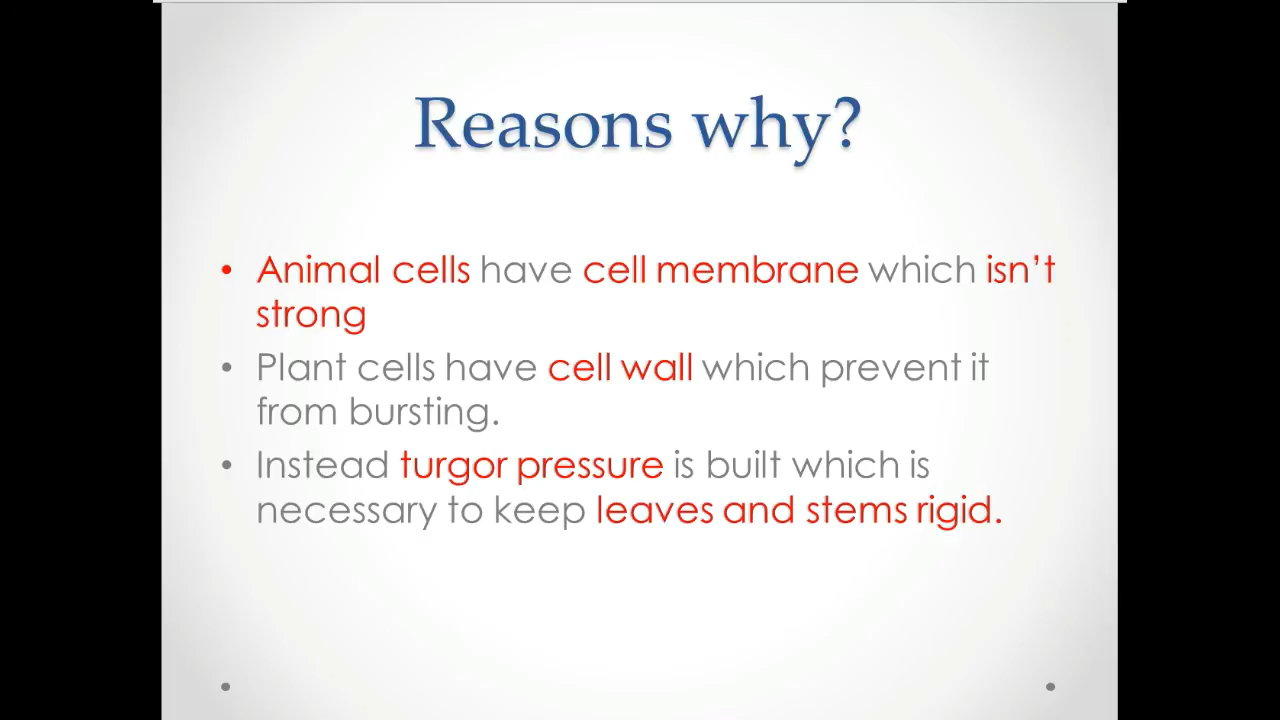 Reasons why?
• Animal cells have cell membrane which isn't
strong
• Plant cells have cell wall which prevent it
from bursting.
• Instead turgor pressure is built which is
necessary to keep leaves and stems rigid.